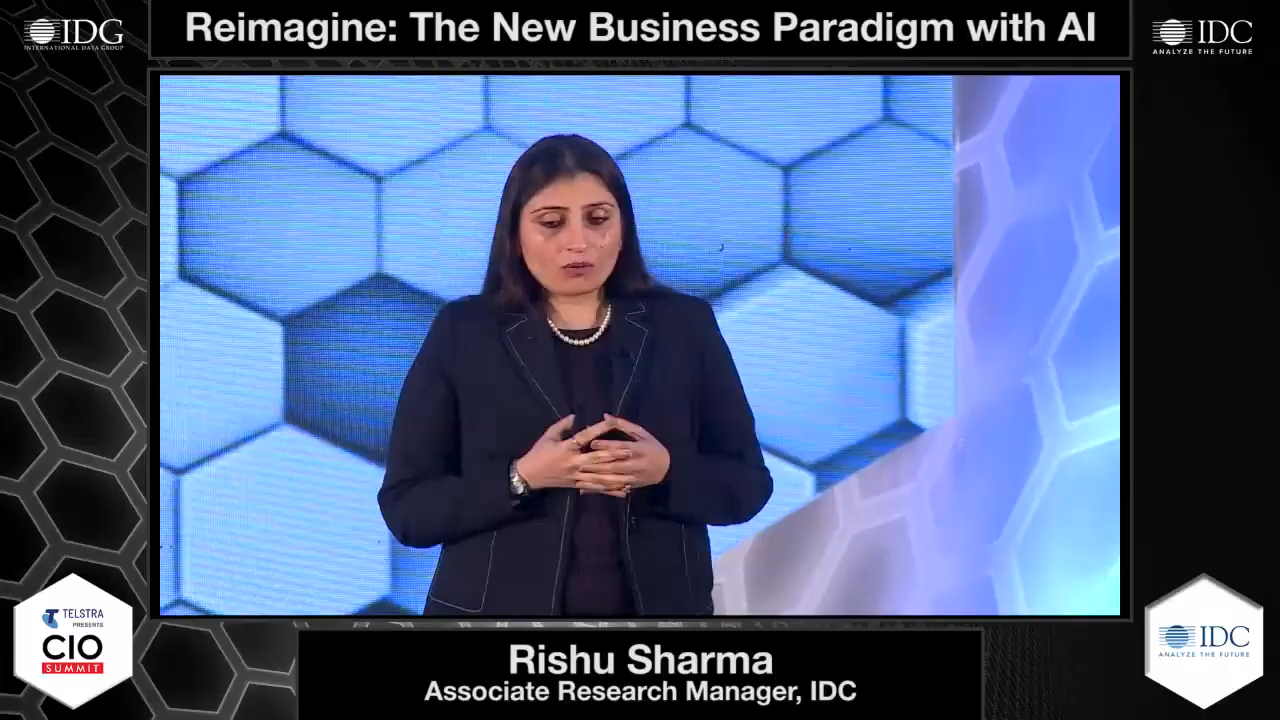 IDG
INTERNATIONAL DATA GROUP
Reimagine: The New Business Paradigm with AI
IDC
ANALYZE THE FUTURE
TELSTRA
PRESENTS
CIO
SUMMIT
Rishu Sharma
Associate Research Manager, IDC
IDC
ANALYZE THE FUTURE